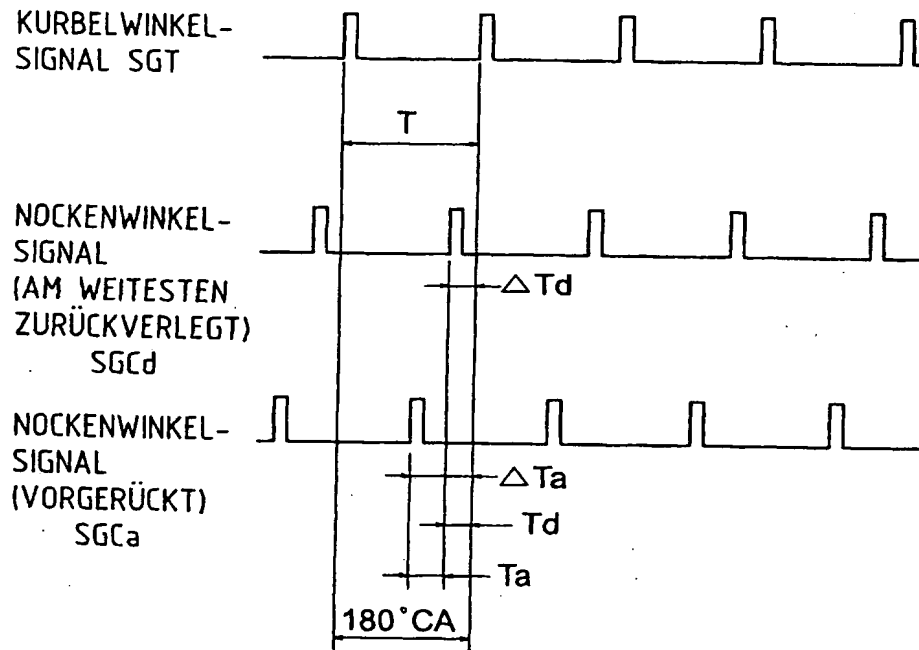 KURBELWINKEL-
SIGNAL SGT
T
NOCKENWINKEL-
SIGNAL
(AM WEITESTEN
ZURÜCKVERLEGT)
SGCd
△Td
NOCKENWINKEL-
SIGNAL
(VORGERÜCKT)
SGCa
△Ta
Td
Ta
180°CA